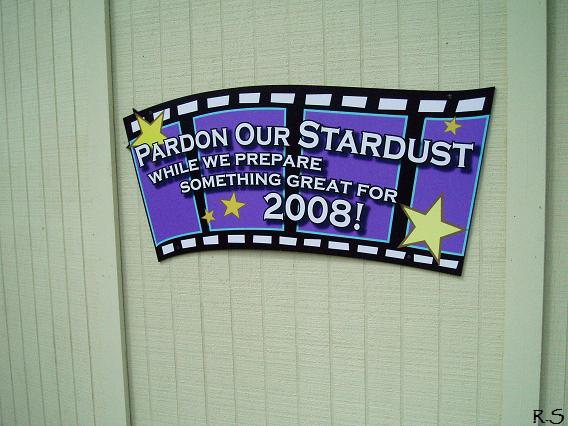 Pardon Our Stardust
while we prepare
something great for
2008!
R.S